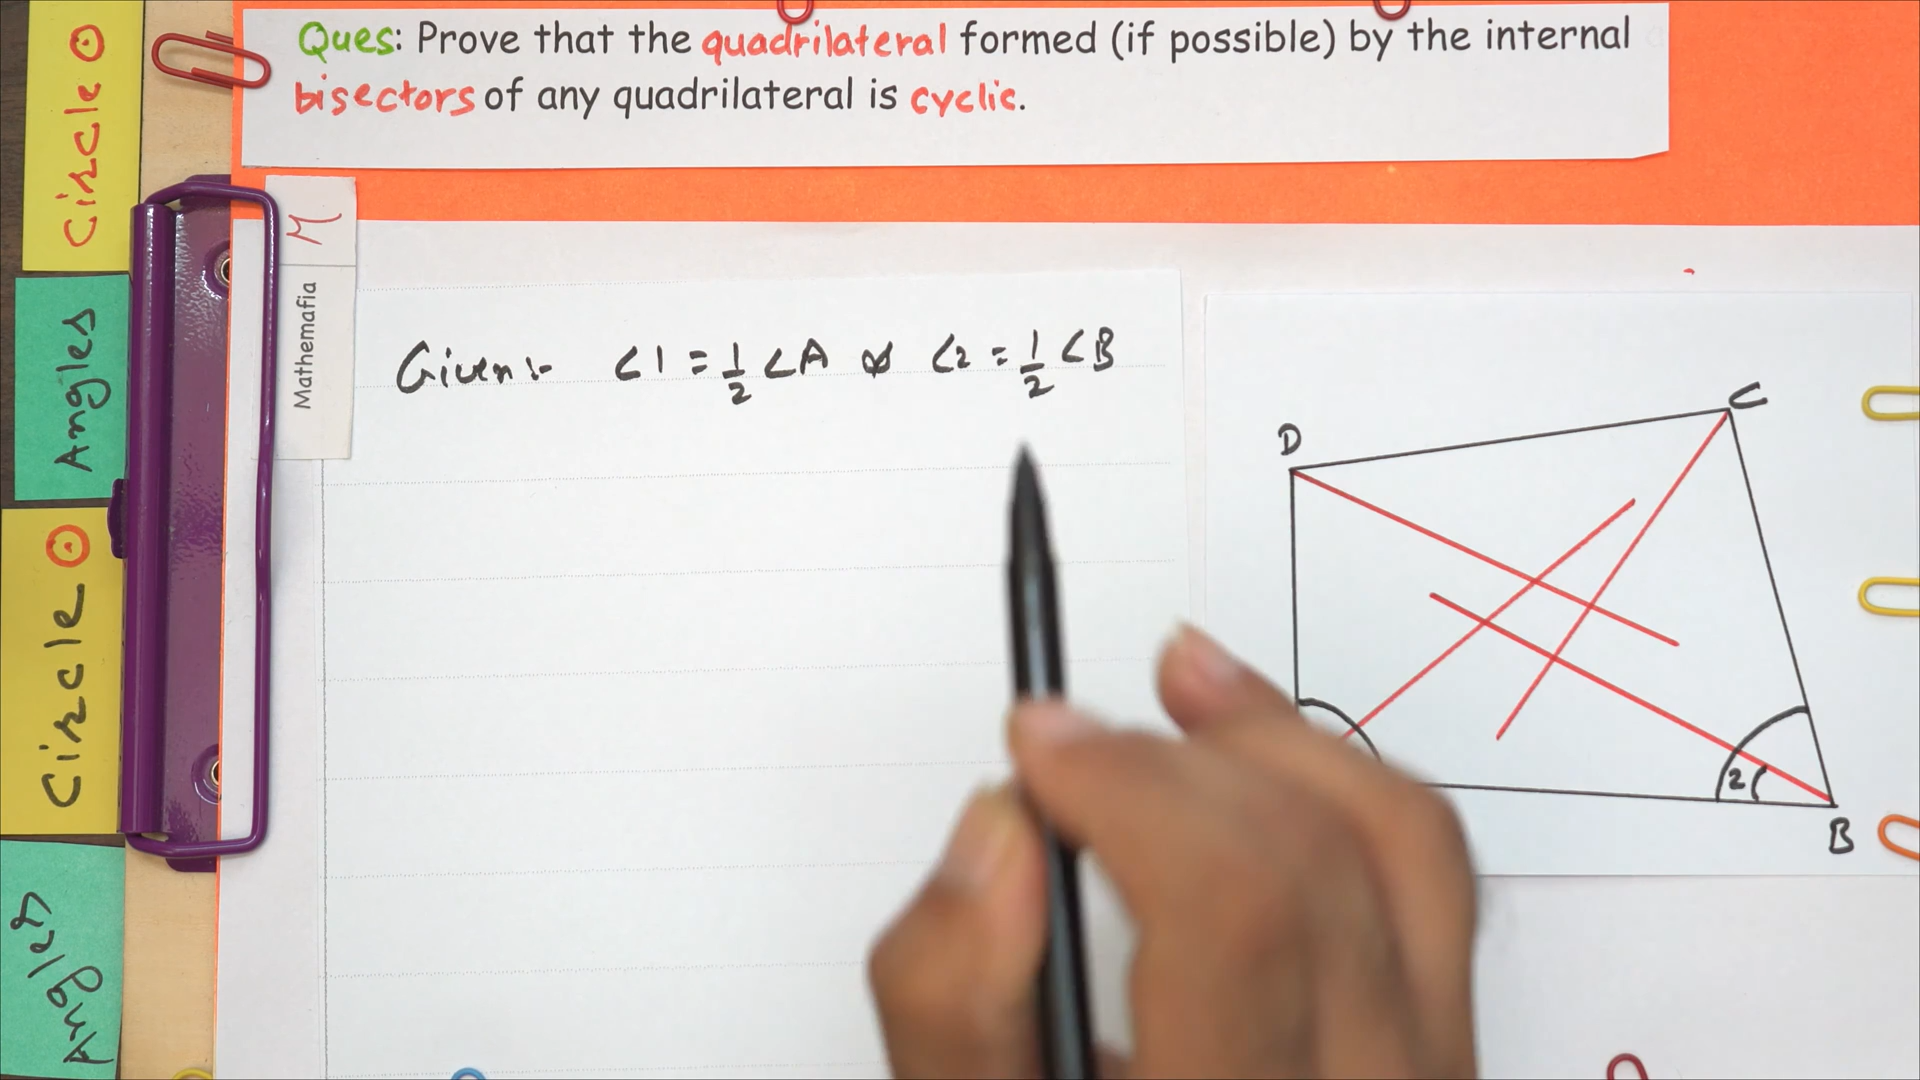 Ques: Prove that the quadrilateral formed (if possible) by the internal
bisectors of any quadrilateral is cyclic.
Circle
Angles
Circle
Angles
M
Mathemafia
Given:- ∠1 = 1/2 ∠A & ∠2 = 1/2 ∠B
D
C
2
B